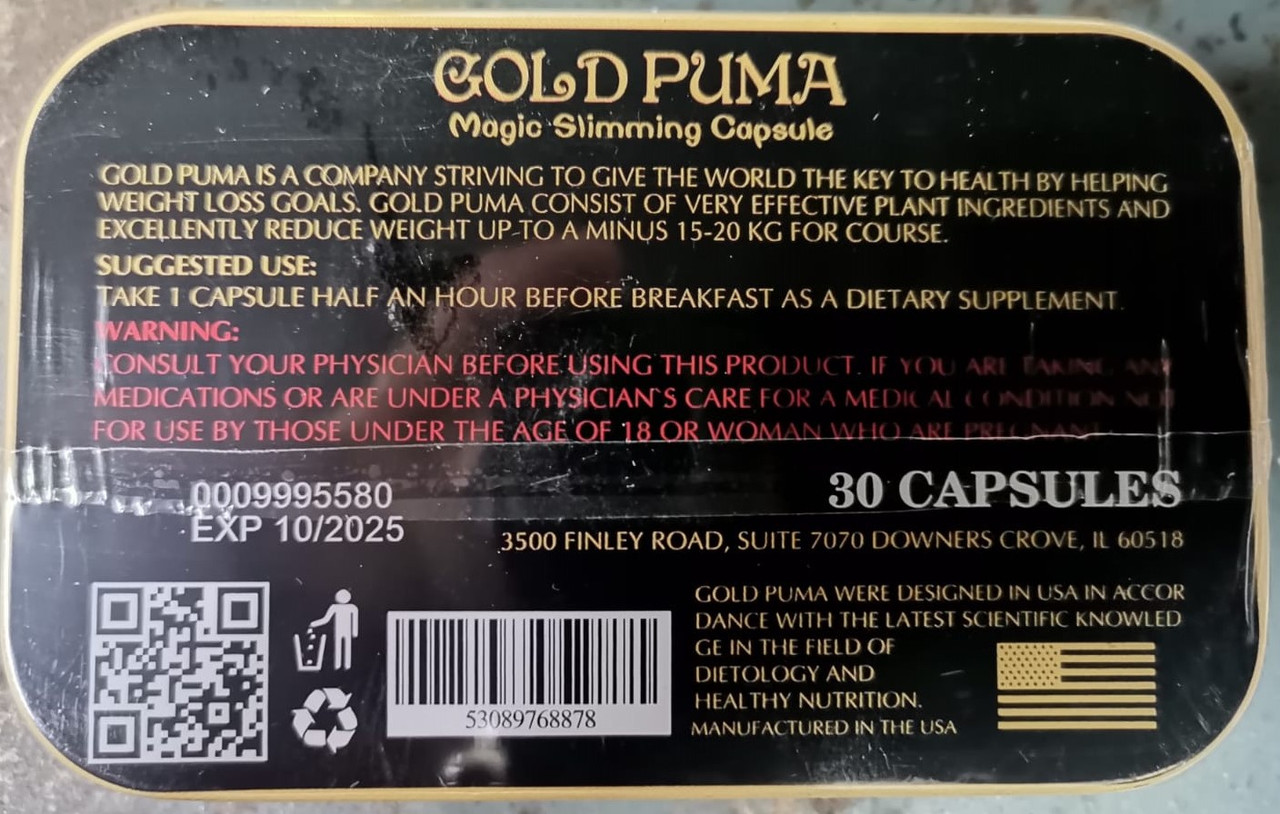 GOLD PUMA
Magic Slimming Capsule
GOLD PUMA IS A COMPANY STRIVING TO GIVE THE WORLD THE KEY TO HEALTH BY HELPING
WEIGHT LOSS GOALS. GOLD PUMA CONSIST OF VERY EFFECTIVE PLANT INGREDIENTS AND
EXCELLENTLY REDUCE WEIGHT UP-TO A MINUS 15-20 KG FOR COURSE.
SUGGESTED USE:
TAKE 1 CAPSULE HALF AN HOUR BEFORE BREAKFAST AS A DIETARY SUPPLEMENT.
WARNING:
CONSULT YOUR PHYSICIAN BEFORE USING THIS PRODUCT. IF YOU ARE TAKING ANY
MEDICATIONS OR ARE UNDER A PHYSICIAN`S CARE FOR A MEDICAL CONDITION NOT
FOR USE BY THOSE UNDER THE AGE OF 18 OR WOMAN WHO ARE PREGNANT
0009995580
EXP 10/2025
30 CAPSULES
3500 FINLEY ROAD, SUITE 7070 DOWNERS CROVE, IL 60518
53089768878
GOLD PUMA WERE DESIGNED IN USA IN ACCOR
DANCE WITH THE LATEST SCIENTIFIC KNOWLED
GE IN THE FIELD OF
DIETOLOGY AND
HEALTHY NUTRITION.
MANUFACTURED IN THE USA